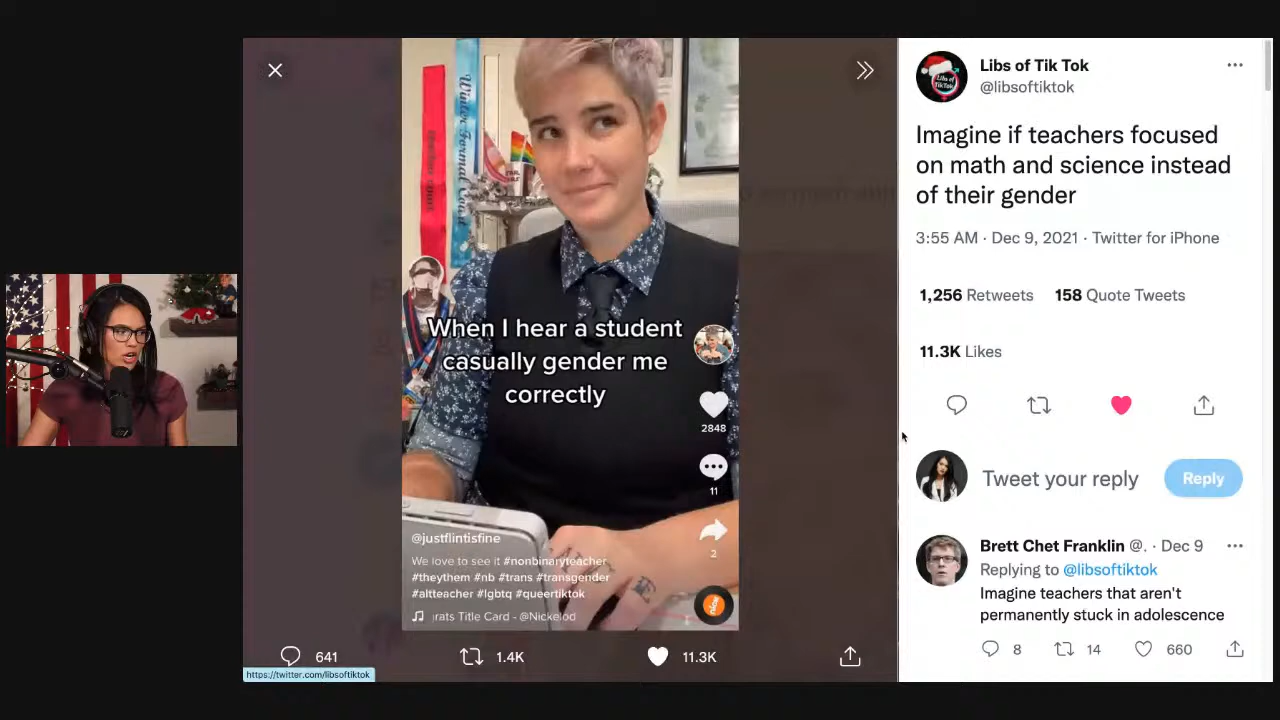 Libs of Tik Tok
@libsoftiktok
Imagine if teachers focused
on math and science instead
of their gender
3:55 AM · Dec 9, 2021 · Twitter for iPhone
1,256 Retweets 158 Quote Tweets
11.3K Likes
Tweet your reply
Reply
Brett Chet Franklin @. · Dec 9
Replying to @libsoftiktok
Imagine teachers that aren't
permanently stuck in adolescence
8 14 660
Winter Formal Court
When I hear a student
casually gender me
correctly
2848
11
2
@justflintisfine
We love to see it #nonbinaryteacher
#theythem #nb #trans #transgender
#altteacher #lgbtq #queertiktok
rats Title Card - @Nickelod
641 1.4K 11.3K
https://twitter.com/libsoftiktok